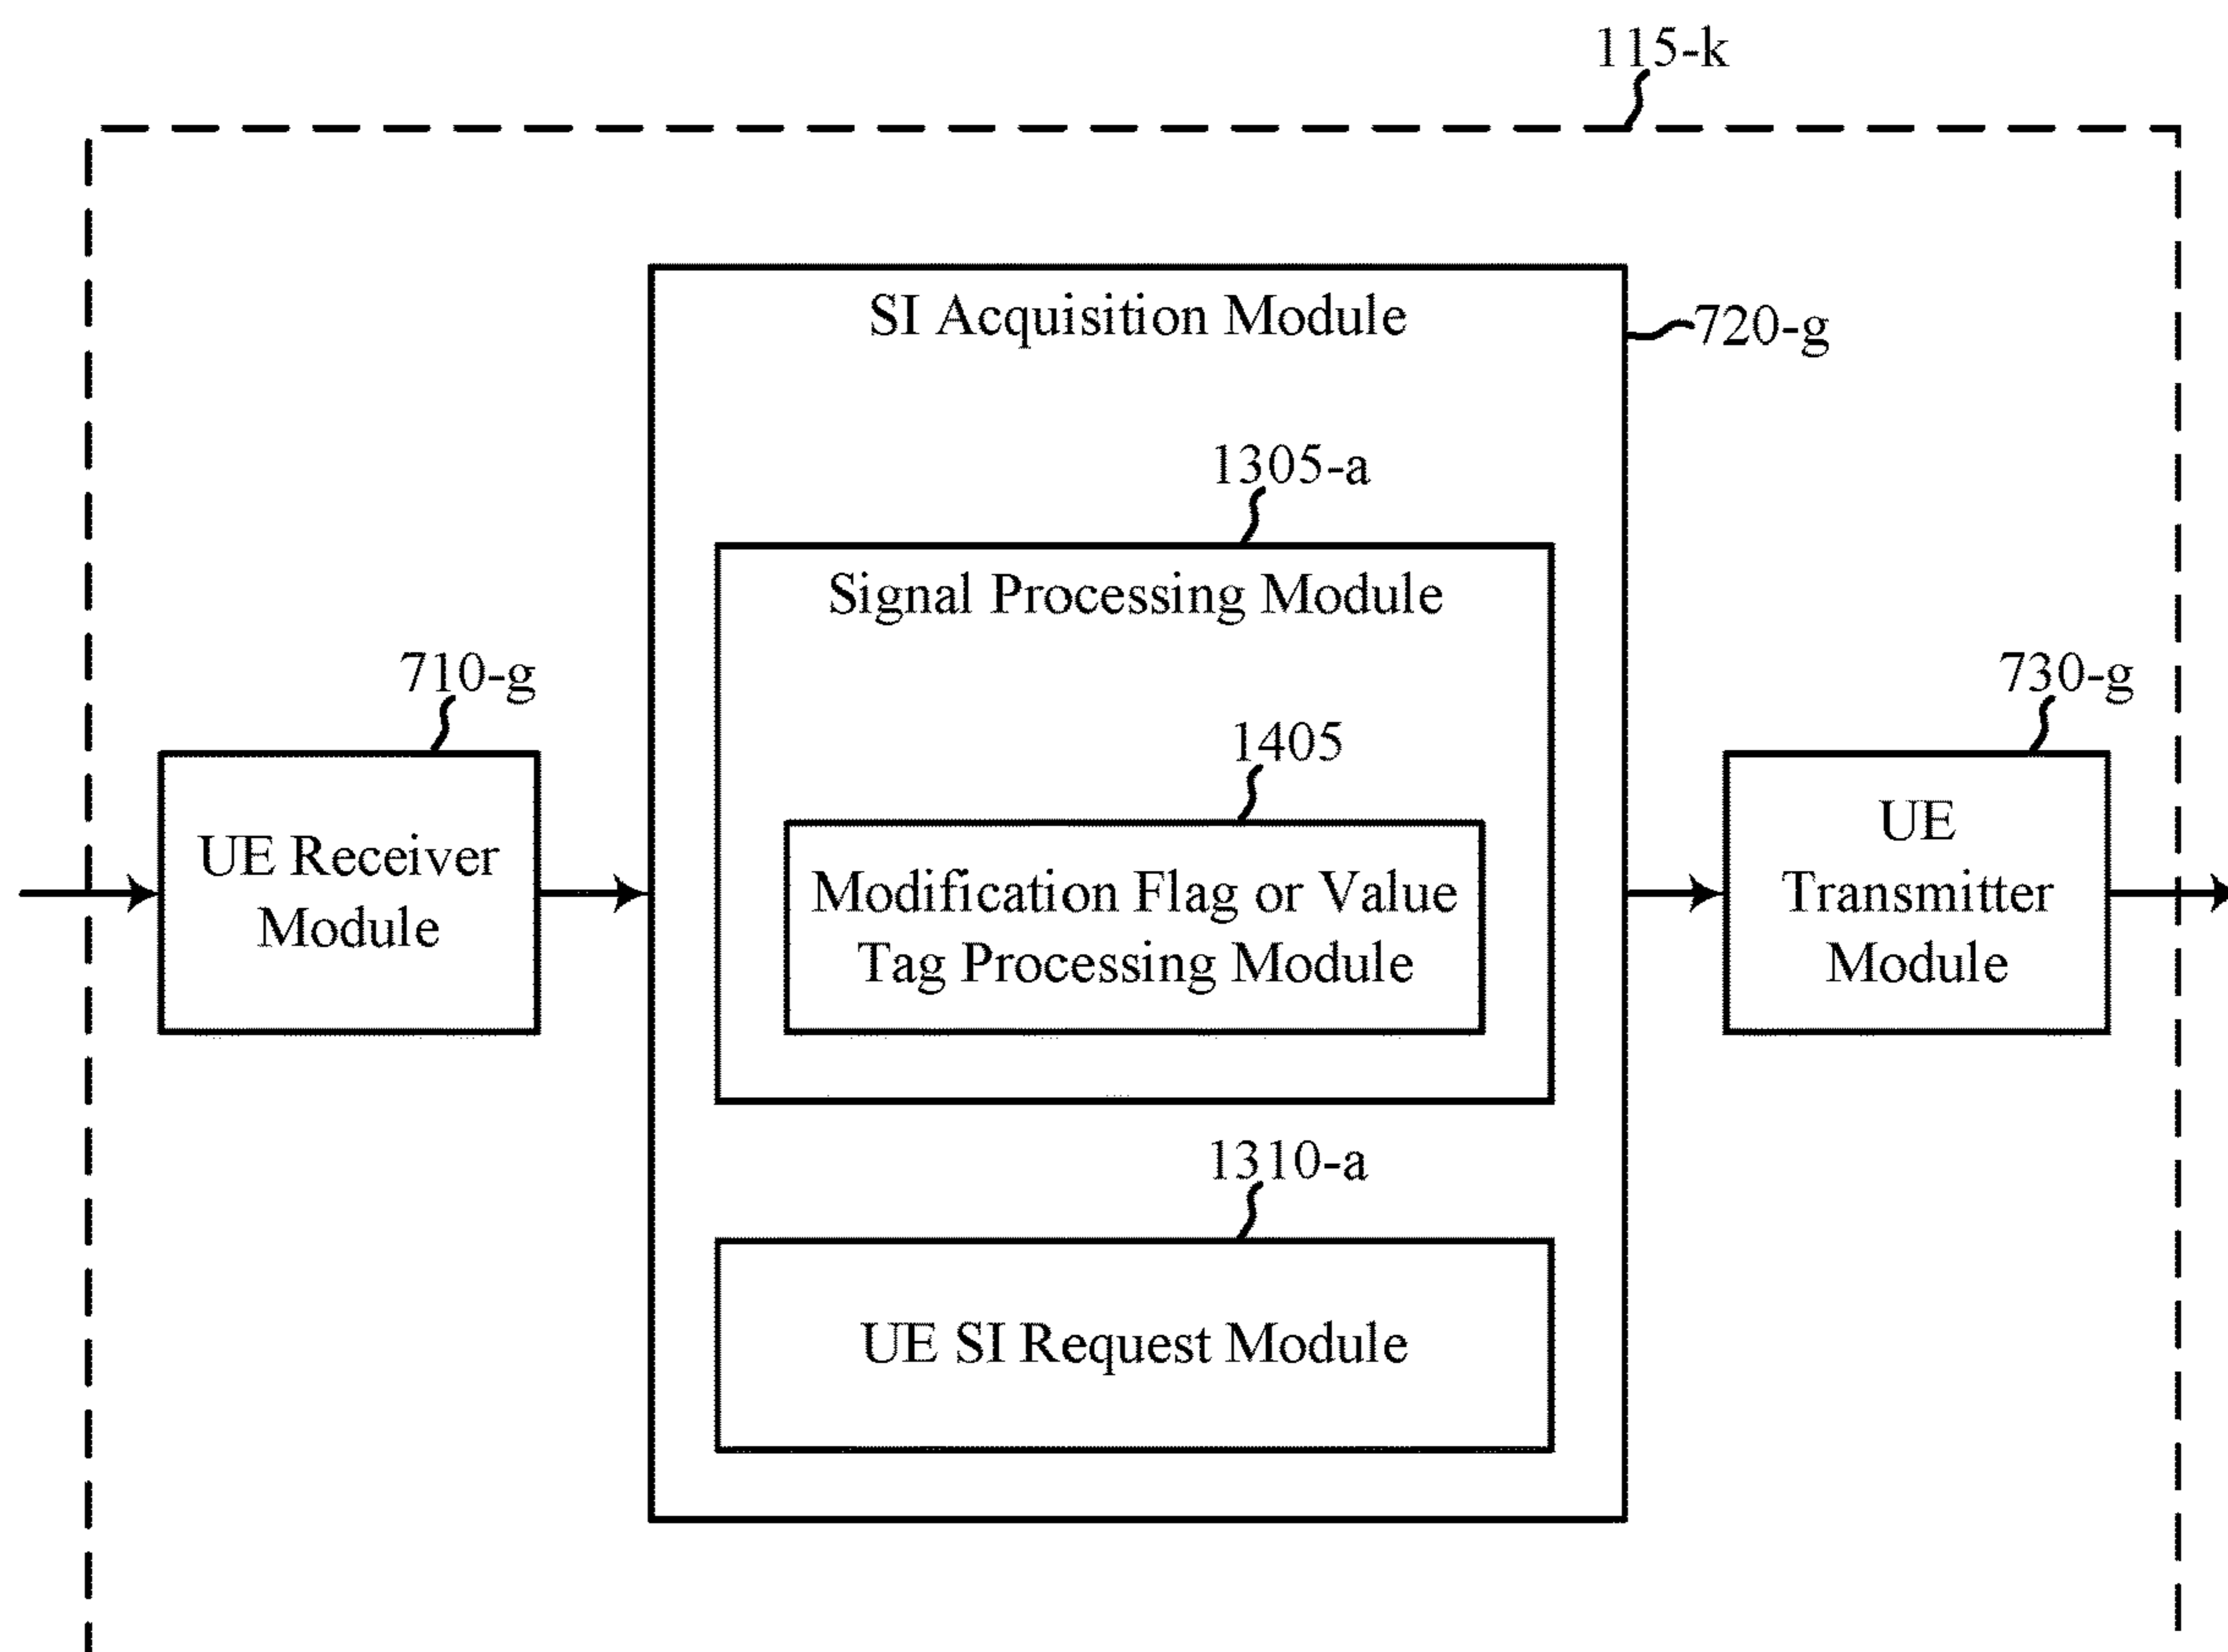 115-k
SI Acquisition Module
720-g
1305-a
Signal Processing Module
710-g
730-g
1405
UE Receiver
Module
Modification Flag or Value
Tag Processing Module
UE
Transmitter
Module
1310-a
UE SI Request Module